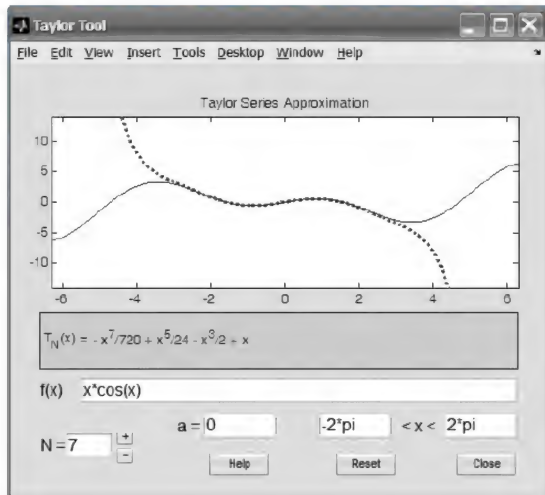 Taylor Tool
File Edit View Insert Tools Desktop Window Help
Taylor Series Approximation
10
5
0
-5
-10
-6 -4 -2 0 2 4 6
T_N(x) = - x^7/720 + x^5/24 - x^3/2 + x
f(x) x*cos(x)
a = 0 -2*pi < x < 2*pi
N = 7 + -
Help Reset Close